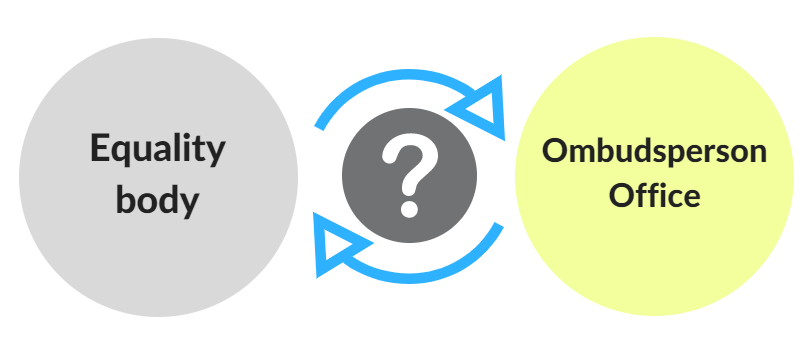 Equality
body
?
Ombudsperson
Office